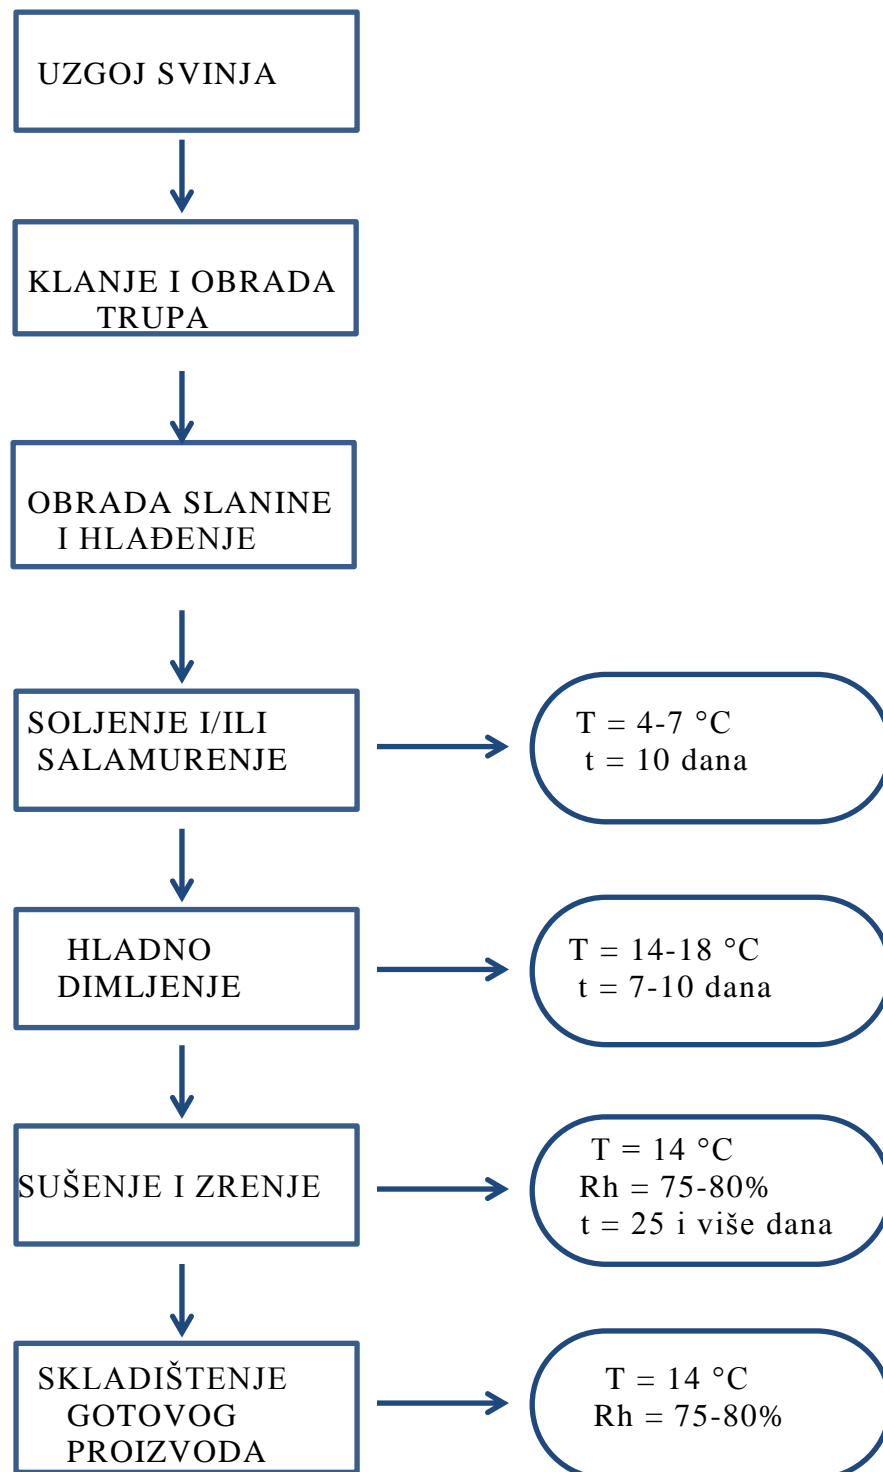 UZGOJ SVINJA
KLANJE I OBRADA
TRUPA
OBRADA SLANINE
I HLAĐENJE
SOLJENJE I/ILI
SALAMURENJE
T = 4-7 °C
t = 10 dana
HLADNO
DIMLJENJE
T = 14-18 °C
t = 7-10 dana
SUŠENJE I ZRENJE
T = 14 °C
Rh = 75-80%
t = 25 i više dana
SKLADIŠTENJE
GOTOVOG
PROIZVODA
T = 14 °C
Rh = 75-80%